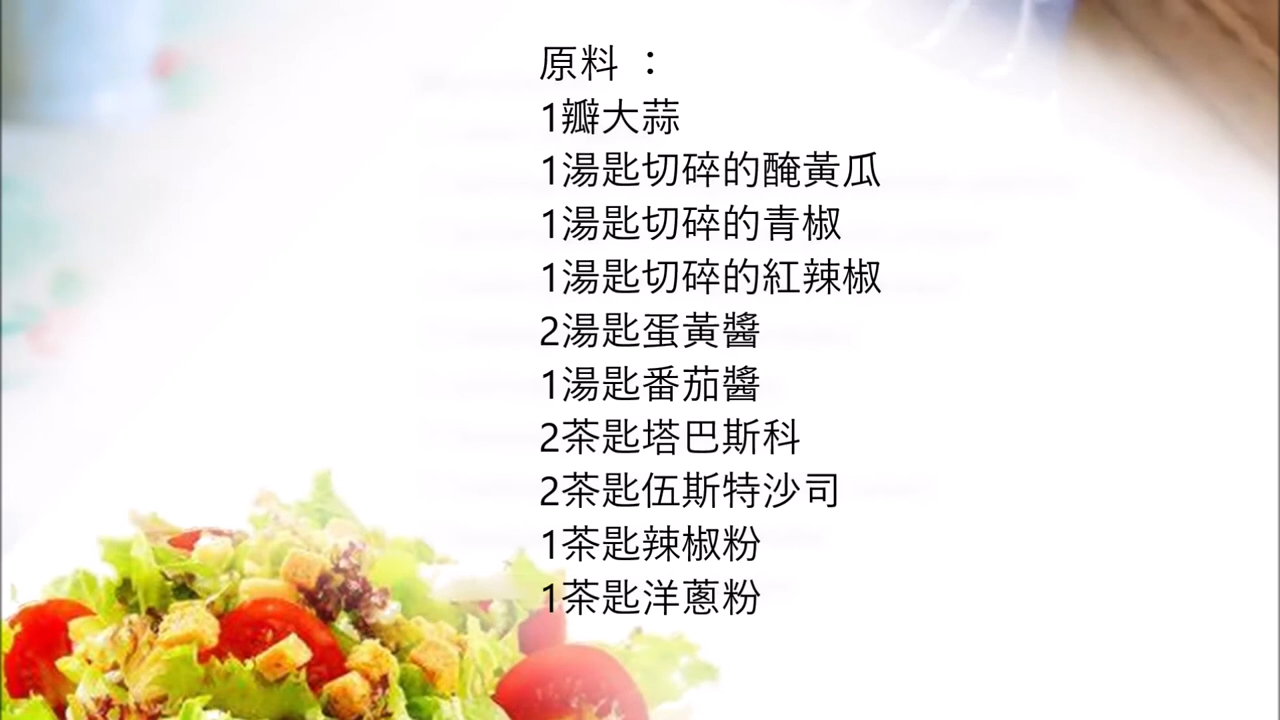 原料 ：
1瓣大蒜
1湯匙切碎的醃黃瓜
1湯匙切碎的青椒
1湯匙切碎的紅辣椒
2湯匙蛋黃醬
1湯匙番茄醬
2茶匙塔巴斯科
2茶匙伍斯特沙司
1茶匙辣椒粉
1茶匙洋蔥粉